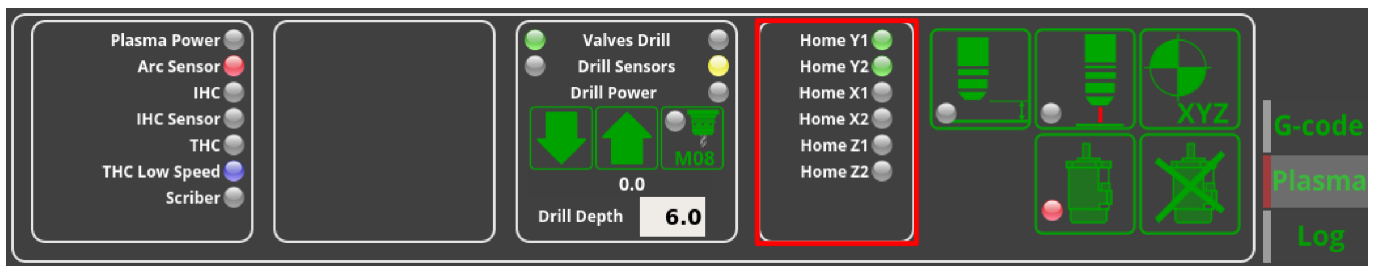 Plasma Power
Arc Sensor
IHC
IHC Sensor
THC
THC Low Speed
Scriber
Valves Drill
Drill Sensors
Drill Power
M08
0.0
Drill Depth 6.0
Home Y1
Home Y2
Home X1
Home X2
Home Z1
Home Z2
XYZ
G-code
Plasma
Log